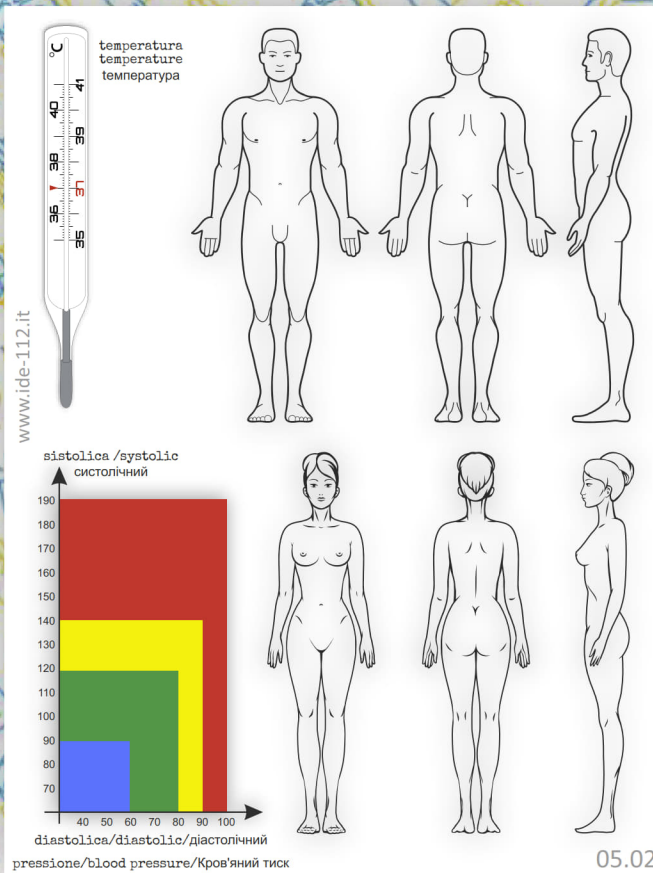 °C
temperatura
temperature
температура
41
40
39
38
37
36
35
www.ide-112.it
sistolica /systolic
систолічний
190
180
170
160
150
140
130
120
110
100
90
80
70
40 50 60 70 80 90 100
diastolica/diastolic/діастолічний
pressione/blood pressure/Кров'яний тиск
05.02